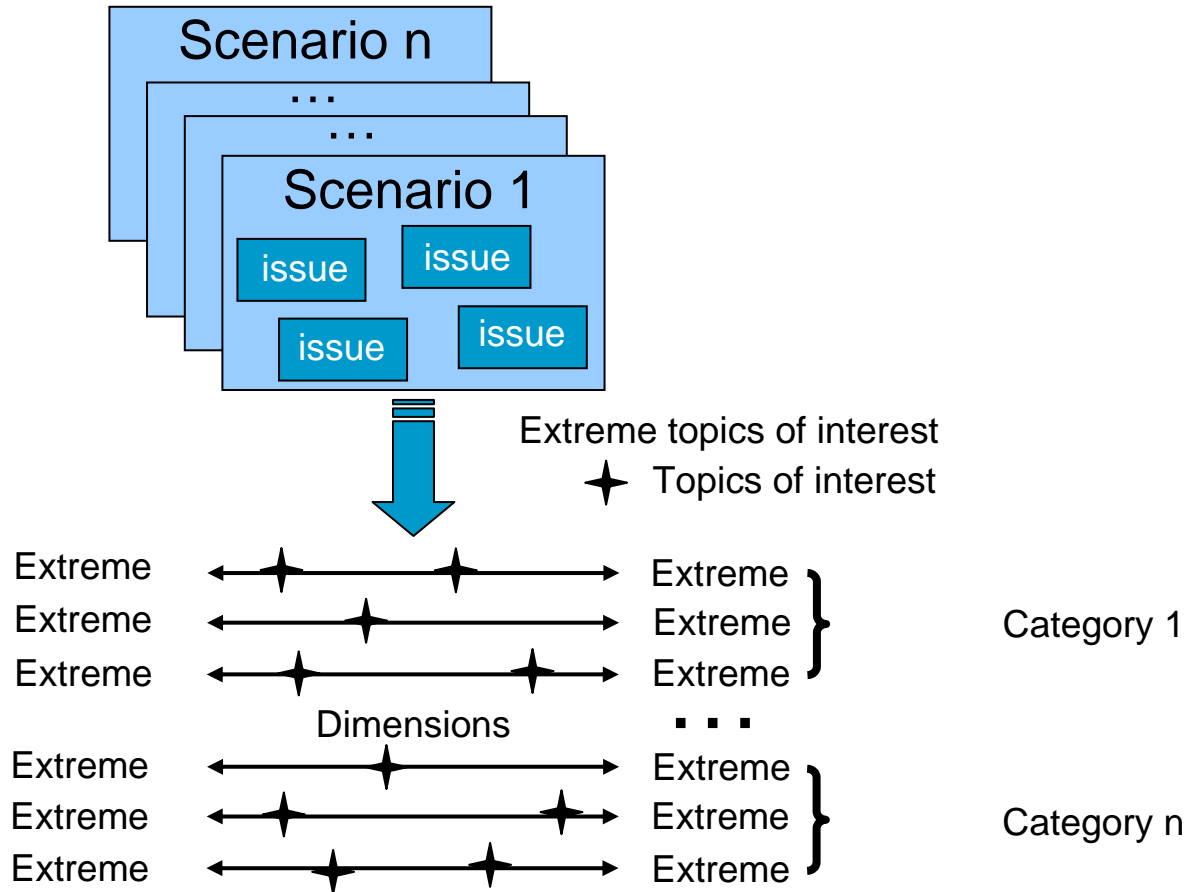 Scenario n
...
...
Scenario 1
issue
issue
issue
issue
Extreme topics of interest
Topics of interest
Extreme Extreme
Extreme Extreme Category 1
Extreme Extreme
Dimensions ...
Extreme Extreme
Extreme Extreme Category n
Extreme Extreme